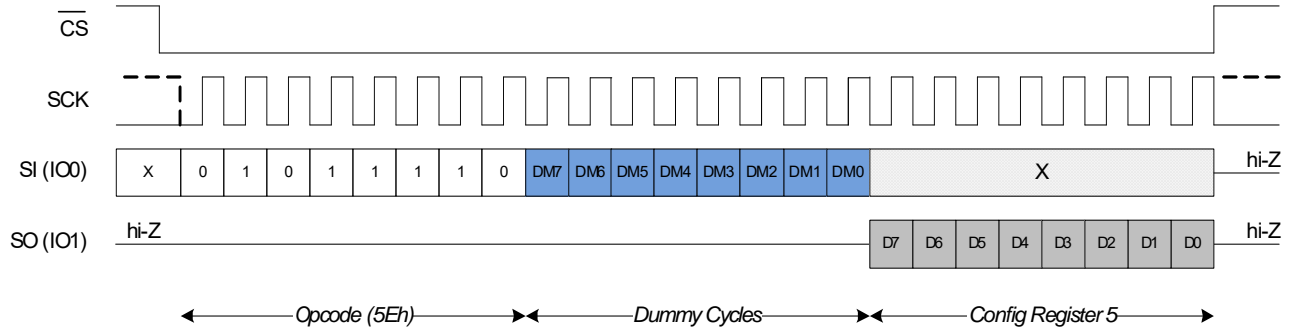 CS
SCK
SI (IO0) X 0 1 0 1 1 1 1 0 DM7 DM6 DM5 DM4 DM3 DM2 DM1 DM0 X hi-Z
SO (IO1) hi-Z D7 D6 D5 D4 D3 D2 D1 D0 hi-Z
Opcode (5Eh) Dummy Cycles Config Register 5